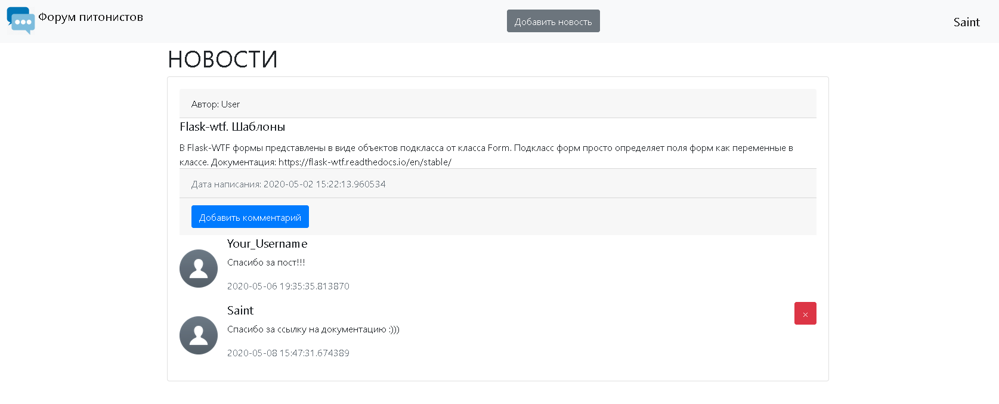 Форум питонистов
Добавить новость
Saint
НОВОСТИ
Автор: User
Flask-wtf. Шаблоны
В Flask-WTF формы представлены в виде объектов подкласса от класса Form. Подкласс форм просто определяет поля форм как переменные в
классе. Документация: https://flask-wtf.readthedocs.io/en/stable/
Дата написания: 2020-05-02 15:22:13.960534
Добавить комментарий
Your_Username
Спасибо за пост!!!
2020-05-06 19:35:35.813870
Saint
×
Спасибо за ссылку на документацию :)))
2020-05-08 15:47:31.674389